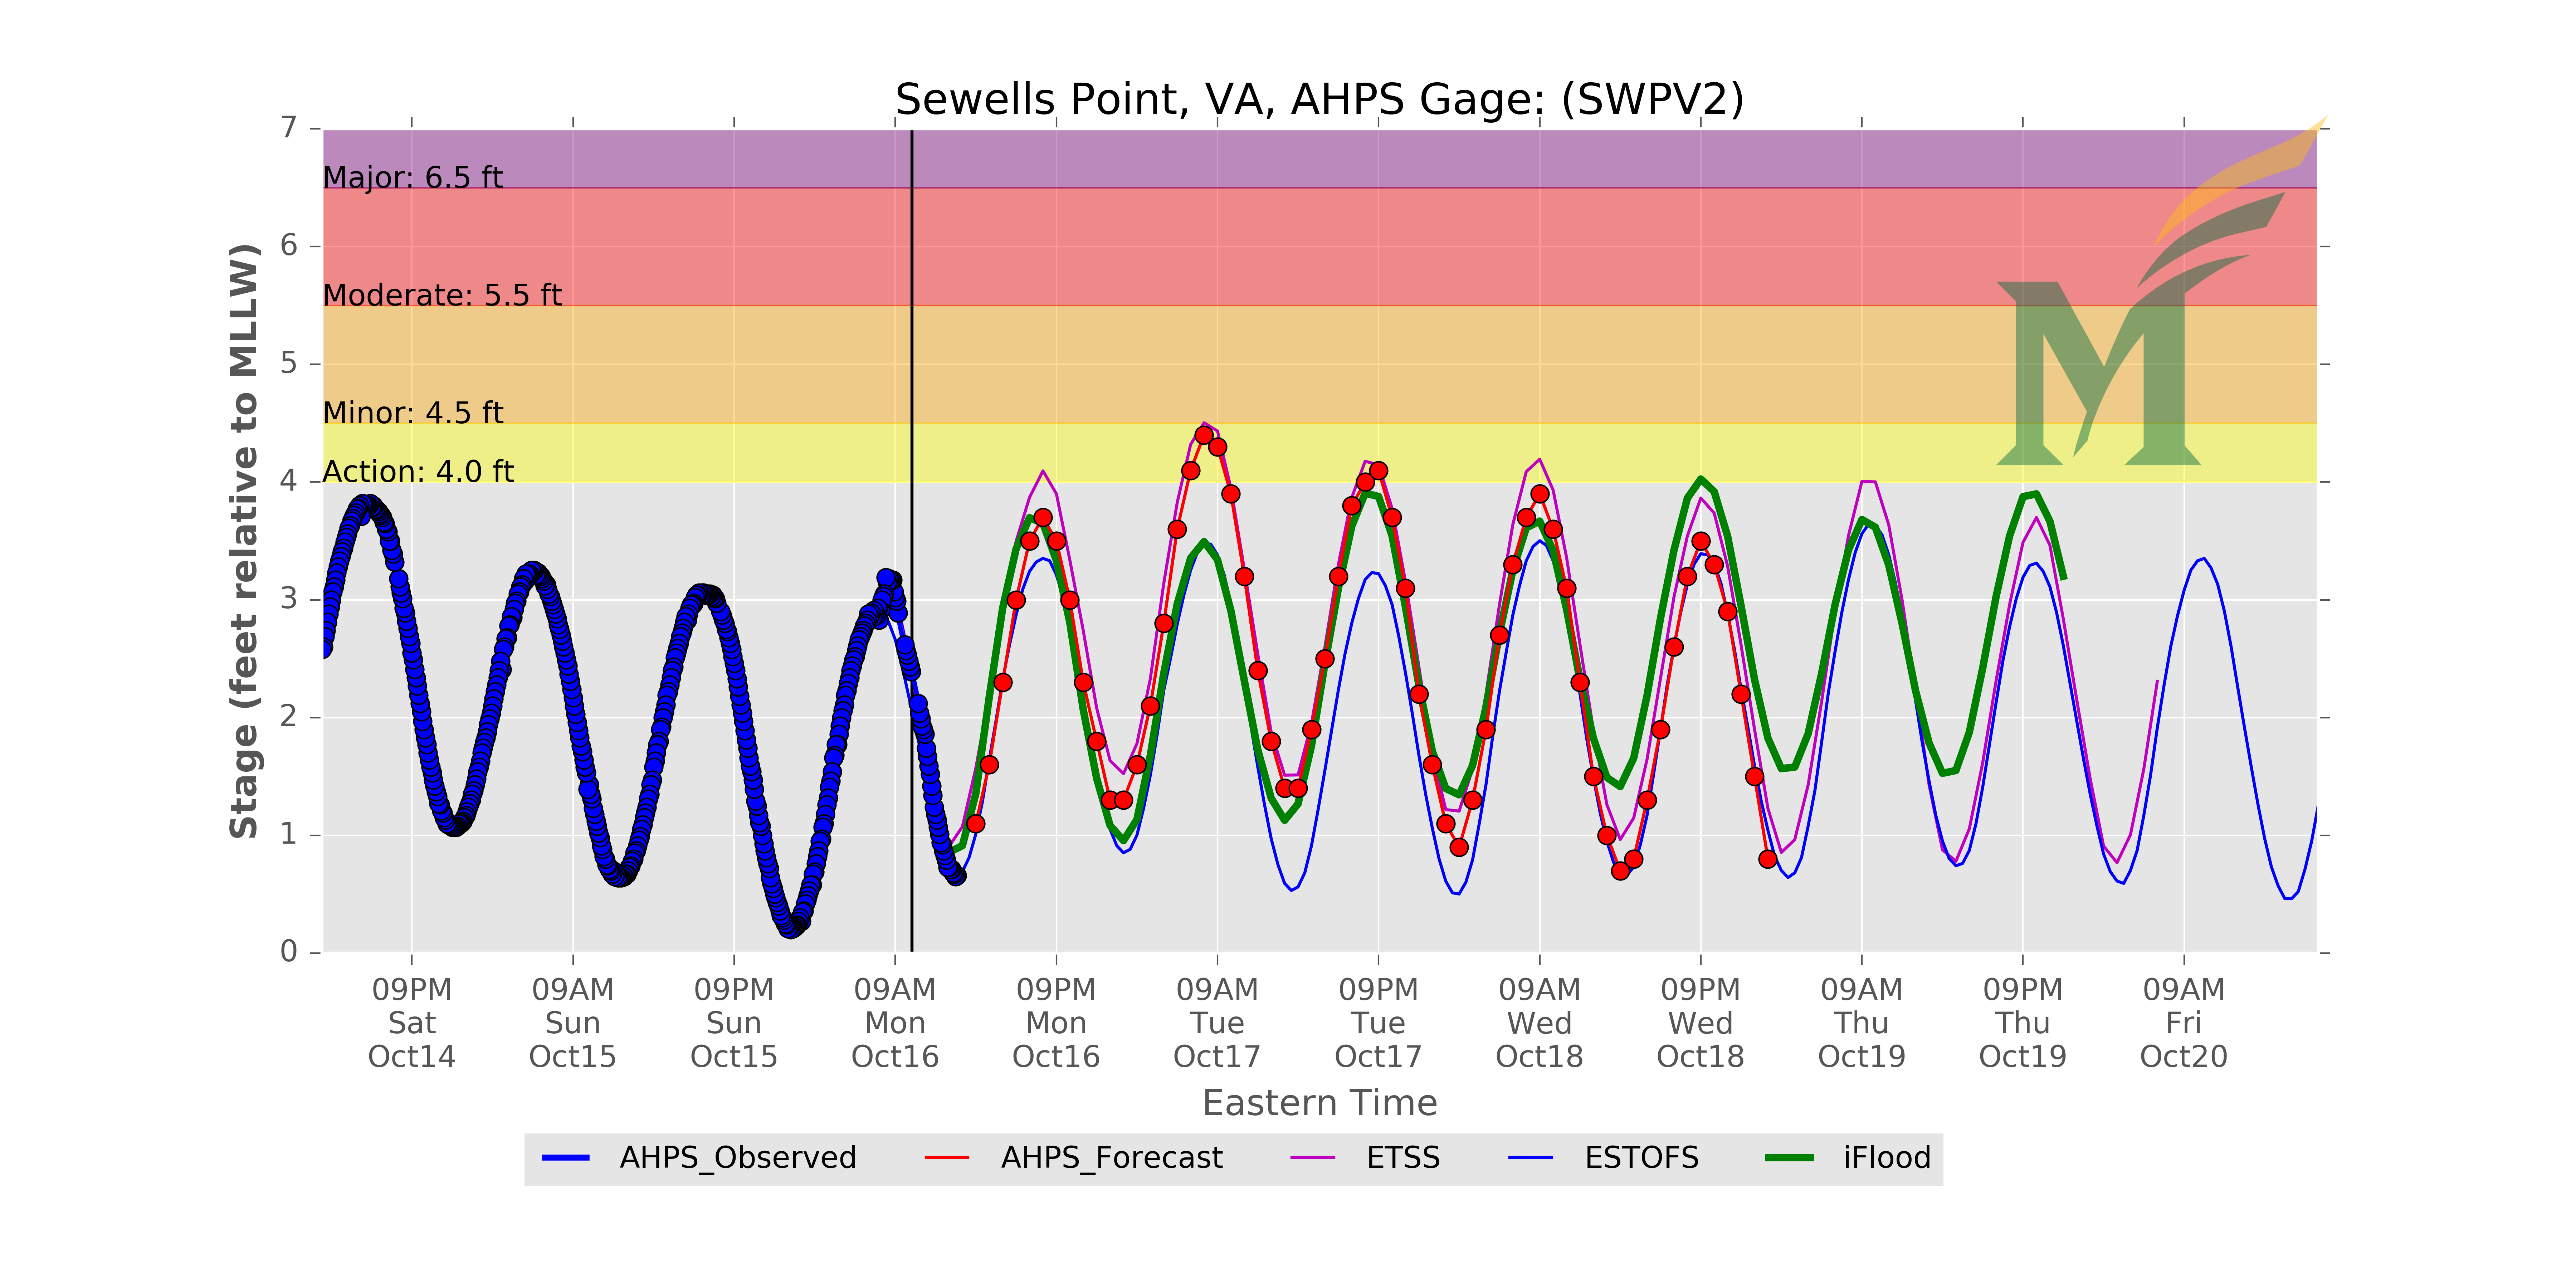 Sewells Point, VA, AHPS Gage: (SWPV2)
Stage (feet relative to MLLW)
7
6
5
4
3
2
1
0
Major: 6.5 ft
Moderate: 5.5 ft
Minor: 4.5 ft
Action: 4.0 ft
M
09PM 09AM 09PM 09AM 09PM 09AM 09PM 09AM 09PM 09AM 09PM 09AM
Sat Sun Sun Mon Mon Tue Tue Wed Wed Thu Thu Fri
Oct14 Oct15 Oct15 Oct16 Oct16 Oct17 Oct17 Oct18 Oct18 Oct19 Oct19 Oct20
Eastern Time
AHPS_Observed AHPS_Forecast ETSS ESTOFS iFlood